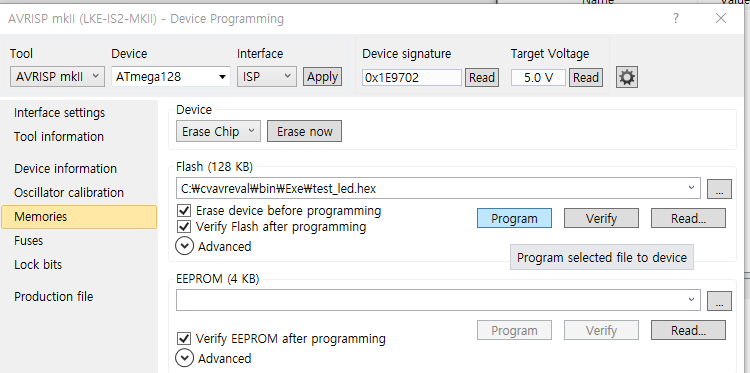 Name
Value
AVRISP mkII (LKE-IS2-MKII) - Device Programming
Tool Device Interface Device signature Target Voltage
AVRISP mkII ATmega128 ISP Apply 0x1E9702 Read 5.0 V Read
Interface settings
Tool information
Device information
Oscillator calibration
Memories
Fuses
Lock bits
Production file
Device
Erase Chip Erase now
Flash (128 KB)
C:₩cvavreval₩bin₩Exe₩test_led.hex ...
Erase device before programming
Verify Flash after programming
Program Verify Read...
Advanced
Program selected file to device
EEPROM (4 KB)
...
Program Verify Read...
Verify EEPROM after programming
Advanced